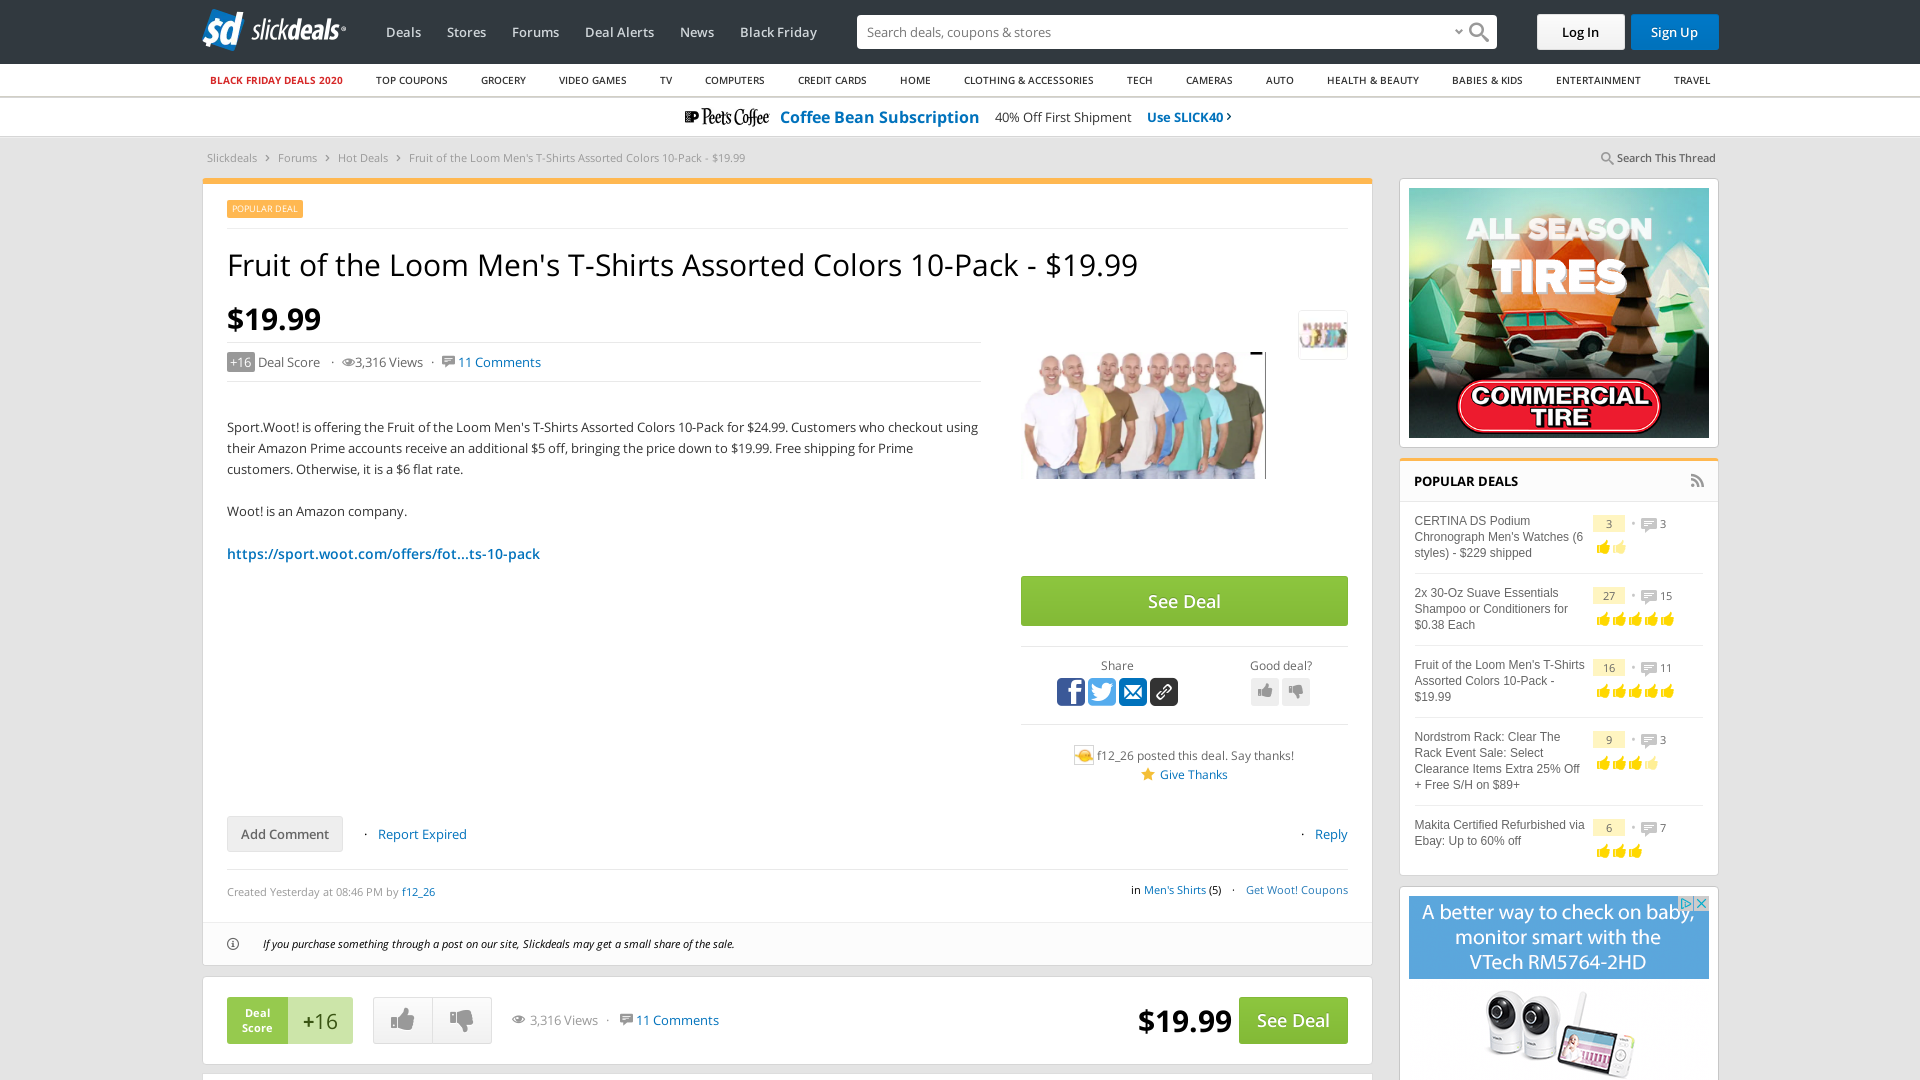 slickdeals
Deals
Stores
Forums
Deal Alerts
News
Black Friday
Search deals, coupons & stores
Log In
Sign Up
BLACK FRIDAY DEALS 2020
TOP COUPONS
GROCERY
VIDEO GAMES
TV
COMPUTERS
CREDIT CARDS
HOME
CLOTHING & ACCESSORIES
TECH
CAMERAS
AUTO
HEALTH & BEAUTY
BABIES & KIDS
ENTERTAINMENT
TRAVEL
Peet's Coffee Coffee Bean Subscription 40% Off First Shipment Use SLICK40 ›
Slickdeals › Forums › Hot Deals › Fruit of the Loom Men's T-Shirts Assorted Colors 10-Pack - $19.99
Search This Thread
POPULAR DEAL
Fruit of the Loom Men's T-Shirts Assorted Colors 10-Pack - $19.99
$19.99
+16 Deal Score · 3,316 Views · 11 Comments
Sport.Woot! is offering the Fruit of the Loom Men's T-Shirts Assorted Colors 10-Pack for $24.99. Customers who checkout using
their Amazon Prime accounts receive an additional $5 off, bringing the price down to $19.99. Free shipping for Prime
customers. Otherwise, it is a $6 flat rate.
Woot! is an Amazon company.
https://sport.woot.com/offers/fot...ts-10-pack
See Deal
Share
Good deal?
f12_26 posted this deal. Say thanks!
Give Thanks
Add Comment
· Report Expired
· Reply
Created Yesterday at 08:46 PM by f12_26
in Men's Shirts (5) · Get Woot! Coupons
If you purchase something through a post on our site, Slickdeals may get a small share of the sale.
Deal
Score
+16
3,316 Views · 11 Comments
$19.99
See Deal
ALL SEASON
TIRES
COMMERCIAL
TIRE
POPULAR DEALS
CERTINA DS Podium
Chronograph Men's Watches (6
styles) - $229 shipped
3 • 3
2x 30-Oz Suave Essentials
Shampoo or Conditioners for
$0.38 Each
27 • 15
Fruit of the Loom Men's T-Shirts
Assorted Colors 10-Pack -
$19.99
16 • 11
Nordstrom Rack: Clear The
Rack Event Sale: Select
Clearance Items Extra 25% Off
+ Free S/H on $89+
9 • 3
Makita Certified Refurbished via
Ebay: Up to 60% off
6 • 7
A better way to check on baby,
monitor smart with the
VTech RM5764-2HD